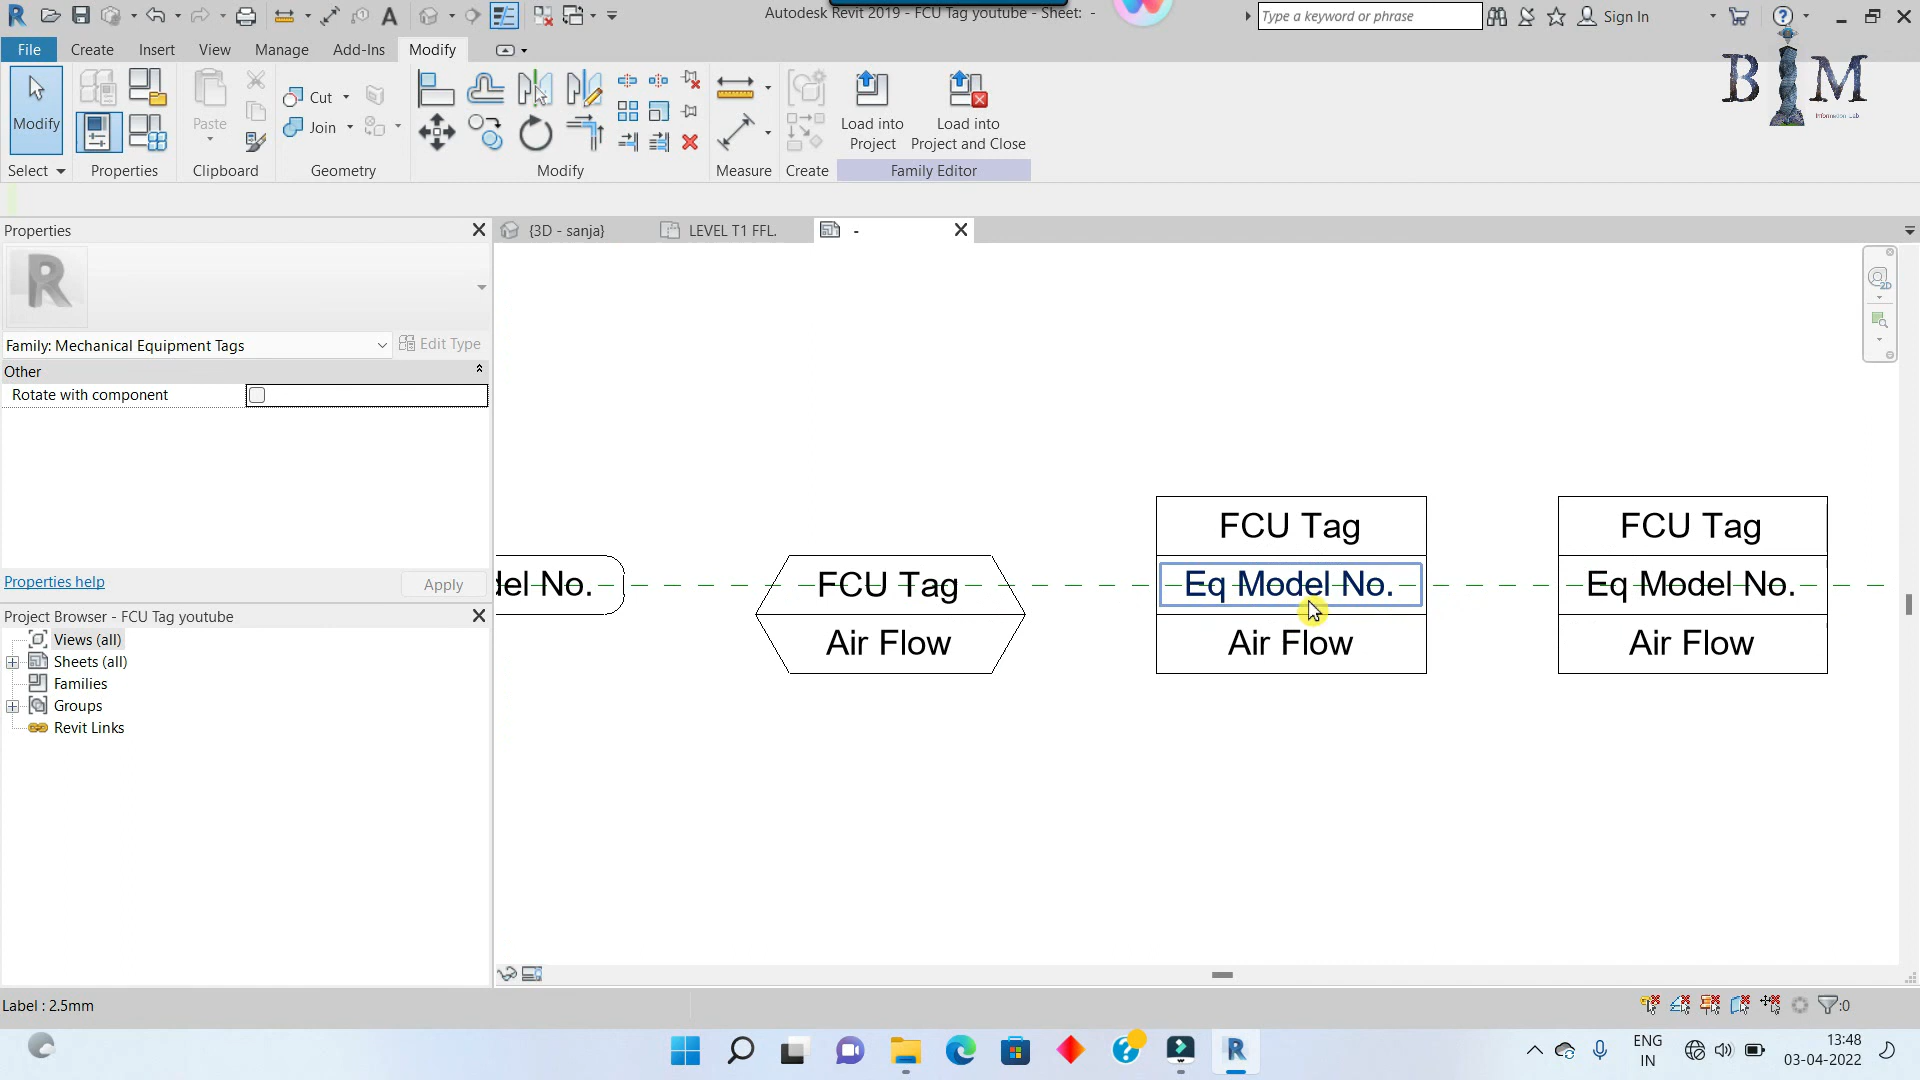 Autodesk Revit 2019 - FCU Tag youtube - Sheet: -
Type a keyword or phrase
Sign In
File Create Insert View Manage Add-Ins Modify
BIM
Information Lab
Modify
Paste
Cut
Join
Load into Project
Load into Project and Close
Select Properties Clipboard Geometry Modify Measure Create Family Editor
Properties
{3D - sanja} LEVEL T1 FFL. -
R
Family: Mechanical Equipment Tags
Edit Type
Other
Rotate with component
Properties help
Apply
Project Browser - FCU Tag youtube
Views (all)
Sheets (all)
Families
Groups
Revit Links
del No.
FCU Tag
Air Flow
FCU Tag
Eq Model No.
Air Flow
FCU Tag
Eq Model No.
Air Flow
2D
Label : 2.5mm
:0
ENG
IN
13:48
03-04-2022